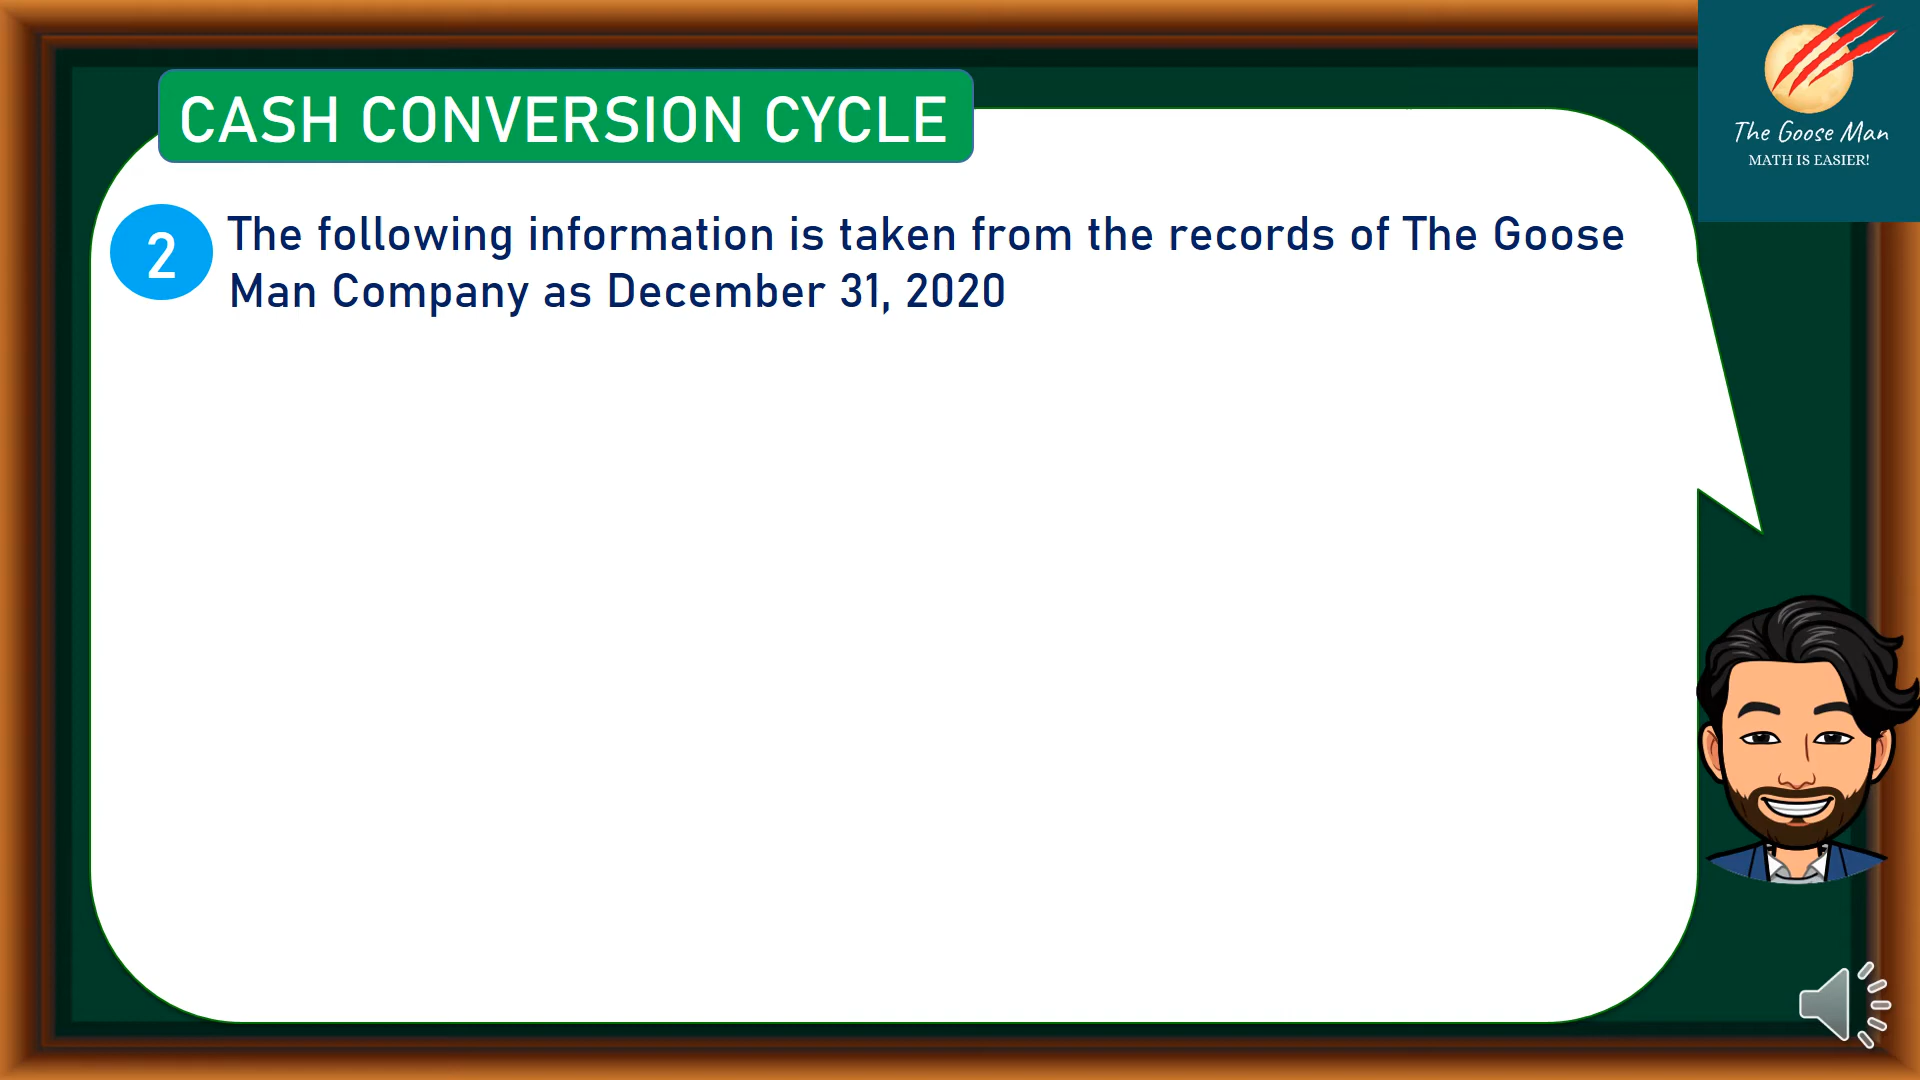 CASH CONVERSION CYCLE
The Goose Man
MATH IS EASIER!
2
The following information is taken from the records of The Goose
Man Company as December 31, 2020